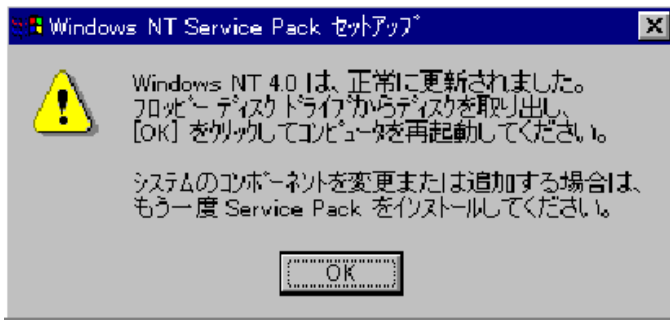 Windows NT Service Pack セットアップ
Windows NT 4.0 は、正常に更新されました。
フロッピー ディスク ドライブからディスクを取り出し、
[OK] をクリックしてコンピュータを再起動してください。
システムのコンポーネントを変更または追加する場合は、
もう一度 Service Pack をインストールしてください。
OK